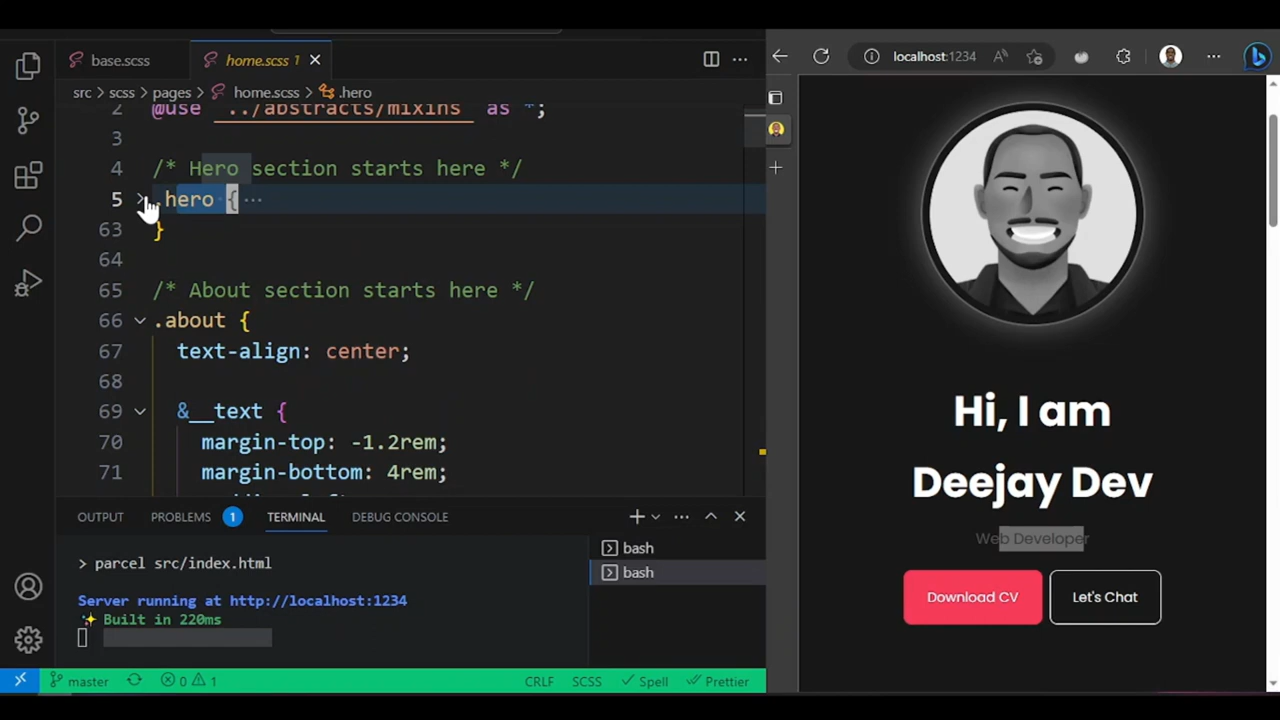 base.scss
home.scss 1
src scss pages home.scss .hero
2 @use "../abstracts/mixins" as *;
3
4 /* Hero section starts here */
5 .hero { ...
63 }
64
65 /* About section starts here */
66 .about {
67 text-align: center;
68
69 &__text {
70 margin-top: -1.2rem;
71 margin-bottom: 4rem;
OUTPUT PROBLEMS 1 TERMINAL DEBUG CONSOLE
> parcel src/index.html
Server running at http://localhost:1234
Built in 220ms
bash
bash
master 0 1 CRLF SCSS Spell Prettier
localhost:1234
Hi, I am
Deejay Dev
Web Developer
Download CV
Let's Chat